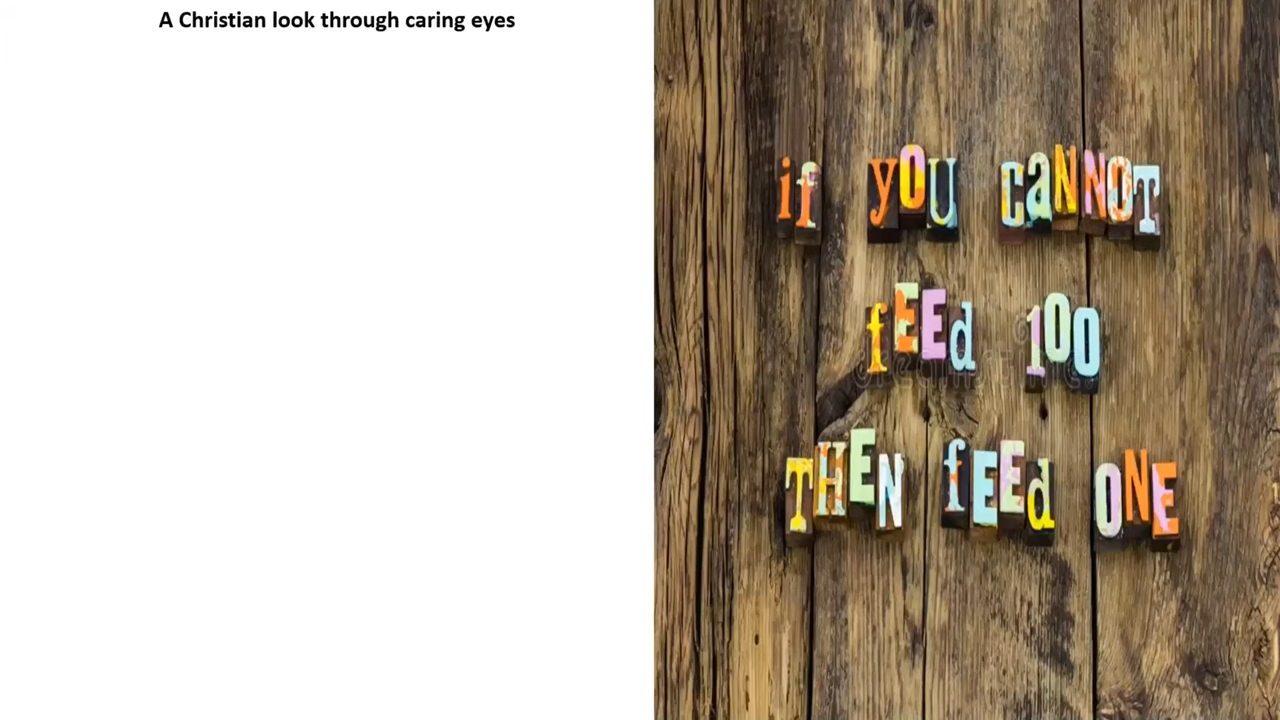 A Christian look through caring eyes
if yOU caNNOT
fEEd 100
THEN fEEd ONE